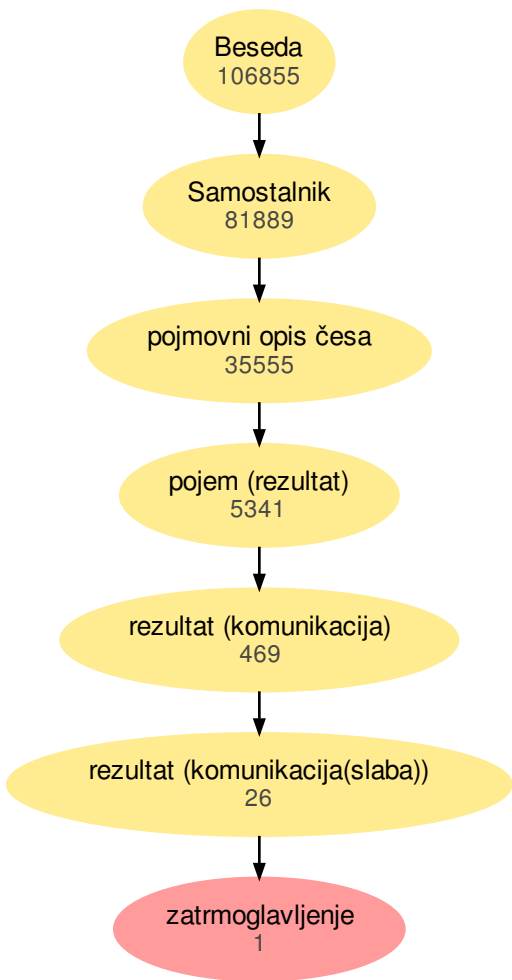 Beseda
106855
Samostalnik
81889
pojmovni opis česa
35555
pojem (rezultat)
5341
rezultat (komunikacija)
469
rezultat (komunikacija(slaba))
26
zatrmoglavljenje
1